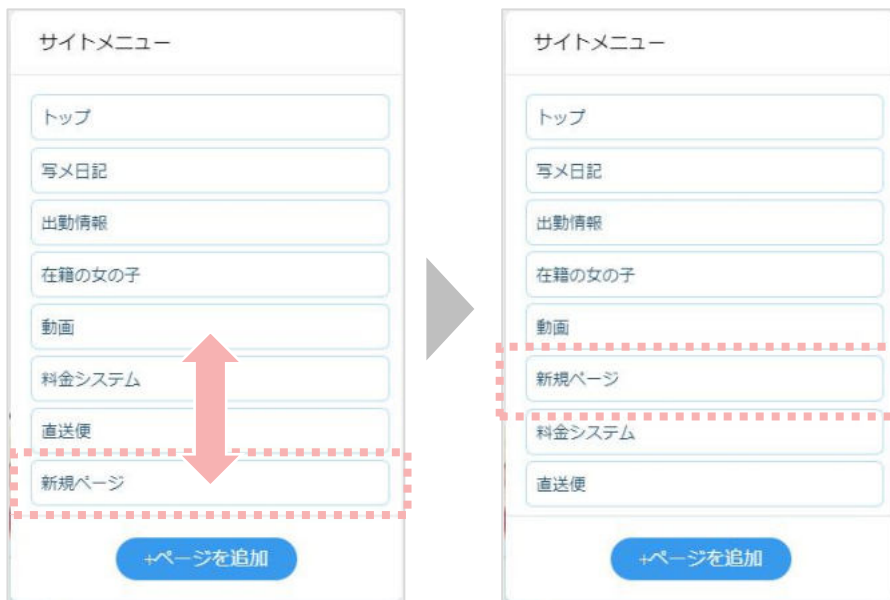 サイトメニュー
トップ
写メ日記
出勤情報
在籍の女の子
動画
料金システム
直送便
新規ページ
+ページを追加
サイトメニュー
トップ
写メ日記
出勤情報
在籍の女の子
動画
新規ページ
料金システム
直送便
+ページを追加